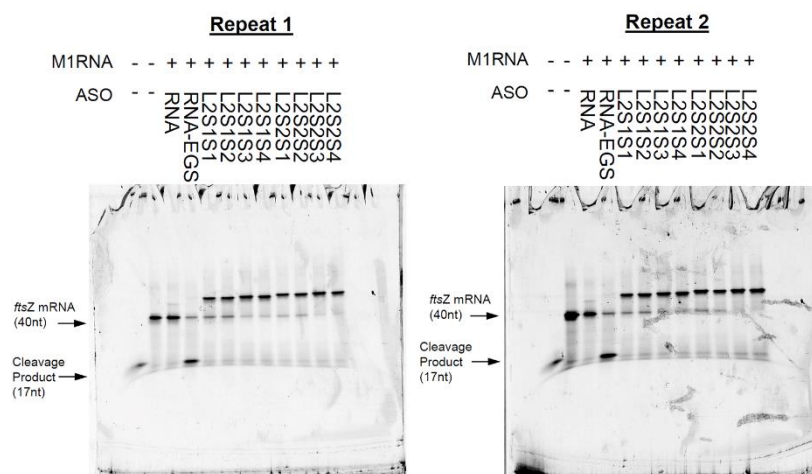 Repeat 1
M1RNA - - + + + + + + + + + +
ASO - - RNA RNA-EGS L2S1S1 L2S1S2 L2S1S3 L2S1S4 L2S2S1 L2S2S2 L2S2S3 L2S2S4
ftsZ mRNA
(40nt)
Cleavage
Product
(17nt)
Repeat 2
M1RNA - - + + + + + + + + + +
ASO - - RNA RNA-EGS L2S1S1 L2S1S2 L2S1S3 L2S1S4 L2S2S1 L2S2S2 L2S2S3 L2S2S4
ftsZ mRNA
(40nt)
Cleavage
Product
(17nt)